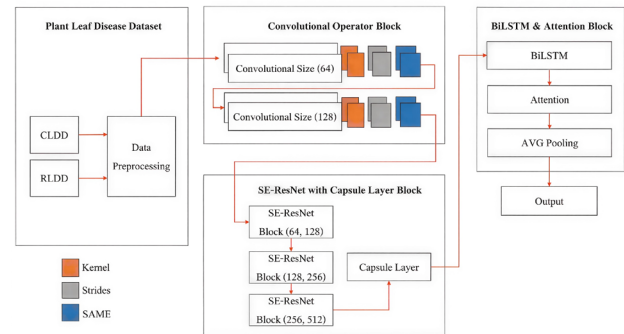 Plant Leaf Disease Dataset
CLDD
RLDD
Data
Preprocessing
Kernel
Strides
SAME
Convolutional Operator Block
Convolutional Size (64)
Convolutional Size (128)
SE-ResNet with Capsule Layer Block
SE-ResNet
Block (64, 128)
SE-ResNet
Block (128, 256)
SE-ResNet
Block (256, 512)
Capsule Layer
BiLSTM & Attention Block
BiLSTM
Attention
AVG Pooling
Output